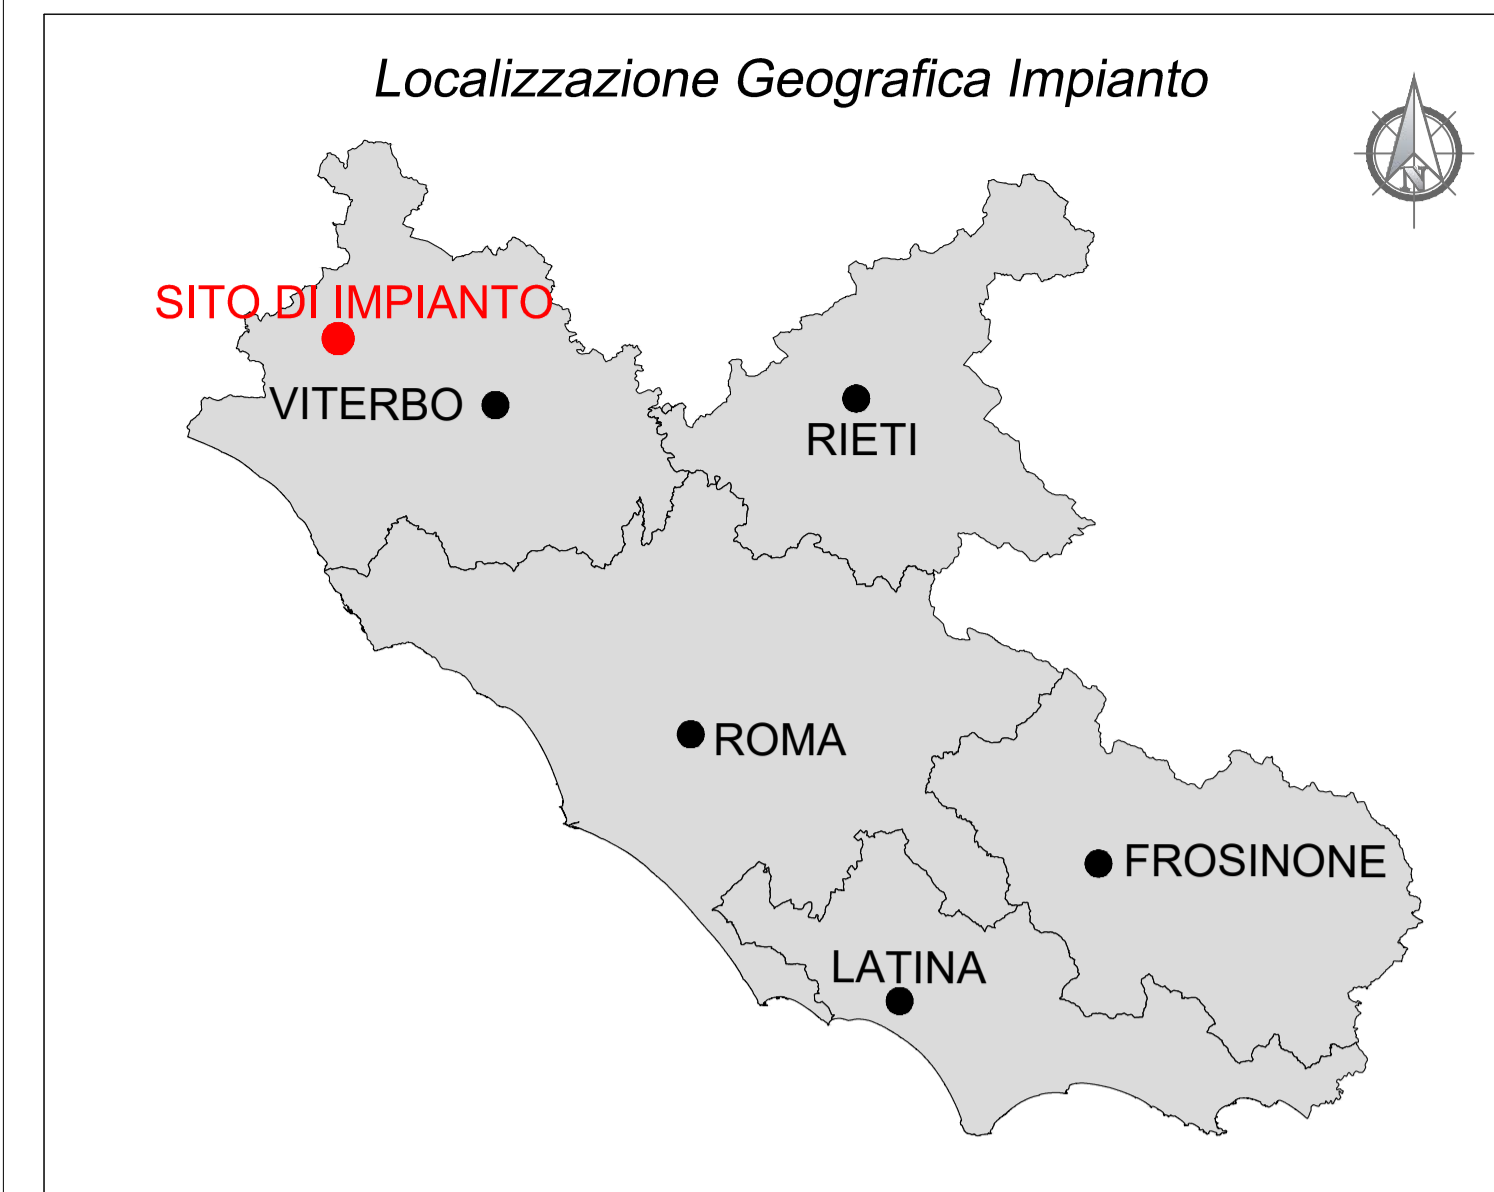 Localizzazione Geografica Impianto
N
SITO DI IMPIANTO
VITERBO
RIETI
ROMA
FROSINONE
LATINA